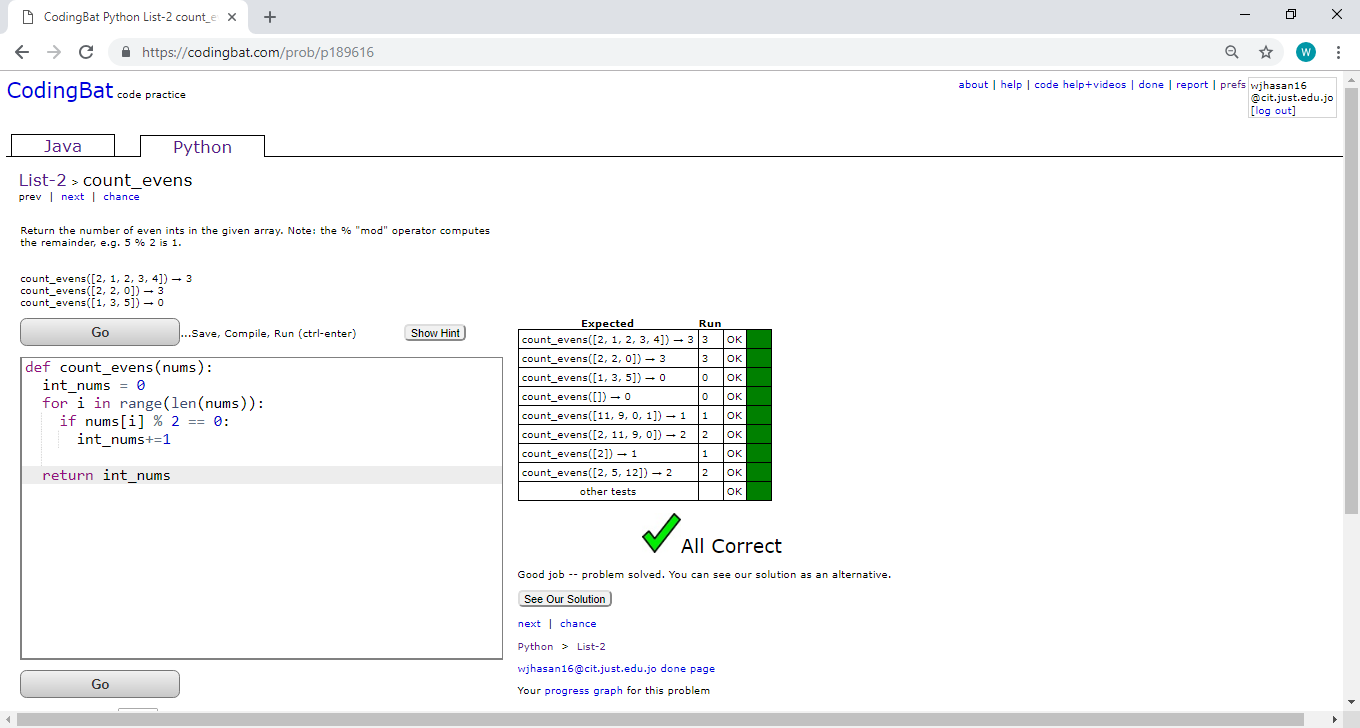 CodingBat Python List-2 count_e
https://codingbat.com/prob/p189616
W
CodingBat code practice
about | help | code help+videos | done | report | prefs
wjhasan16
@cit.just.edu.jo
[log out]
Java
Python
List-2 > count_evens
prev | next | chance
Return the number of even ints in the given array. Note: the % "mod" operator computes
the remainder, e.g. 5 % 2 is 1.
count_evens([2, 1, 2, 3, 4]) → 3
count_evens([2, 2, 0]) → 3
count_evens([1, 3, 5]) → 0
Go
...Save, Compile, Run (ctrl-enter)
Show Hint
def count_evens(nums):
int_nums = 0
for i in range(len(nums)):
if nums[i] % 2 == 0:
int_nums+=1
return int_nums
Go
Expected Run
count_evens([2, 1, 2, 3, 4]) → 3 3 OK
count_evens([2, 2, 0]) → 3 3 OK
count_evens([1, 3, 5]) → 0 0 OK
count_evens([]) → 0 0 OK
count_evens([11, 9, 0, 1]) → 1 1 OK
count_evens([2, 11, 9, 0]) → 2 2 OK
count_evens([2]) → 1 1 OK
count_evens([2, 5, 12]) → 2 2 OK
other tests OK
All Correct
Good job -- problem solved. You can see our solution as an alternative.
See Our Solution
next | chance
Python > List-2
wjhasan16@cit.just.edu.jo done page
Your progress graph for this problem